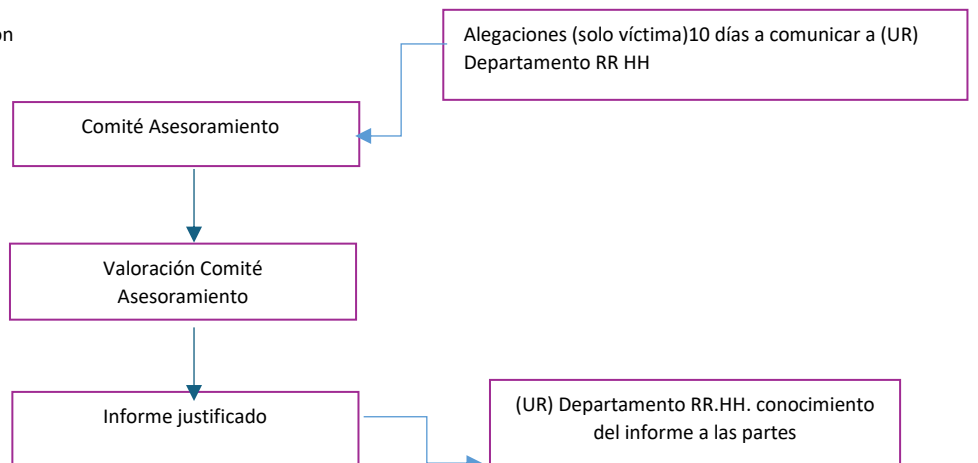 ón
Alegaciones (solo víctima)10 días a comunicar a (UR)
Departamento RR HH
Comité Asesoramiento
Valoración Comité
Asesoramiento
Informe justificado
(UR) Departamento RR.HH. conocimiento
del informe a las partes